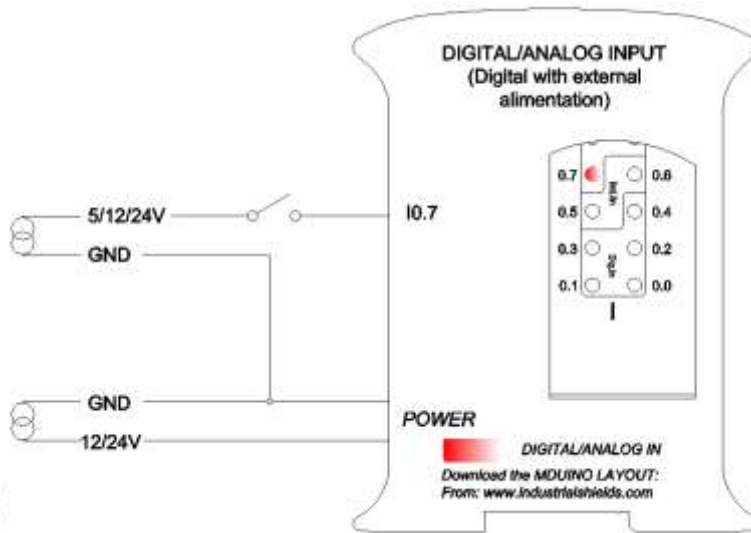 DIGITAL/ANALOG INPUT
(Digital with external
alimentation)
0.7
0.6
0.5
0.4
0.3
0.2
0.1
0.0
Dig.In
I
5/12/24V
I0.7
GND
GND
POWER
12/24V
DIGITAL/ANALOG IN
Download the MDUINO LAYOUT:
From: www.industrialshields.com